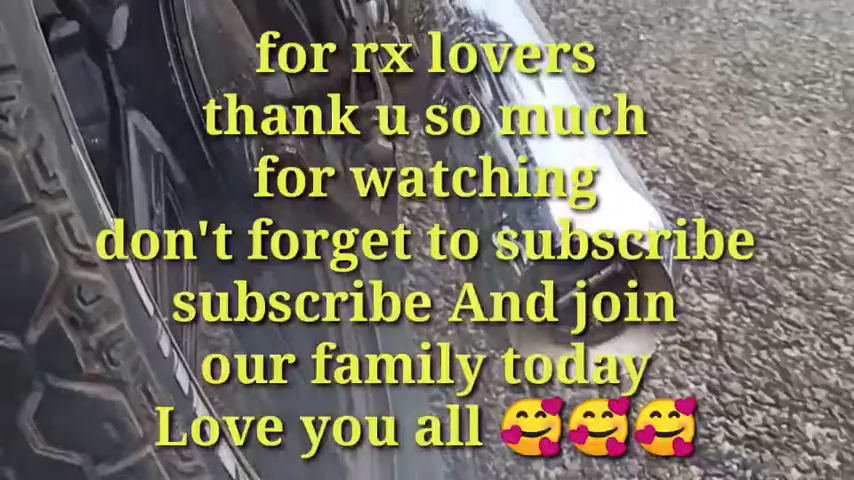 for rx lovers
thank u so much
for watching
don't forget to subscribe
subscribe And join
our family today
Love you all 🥰🥰🥰